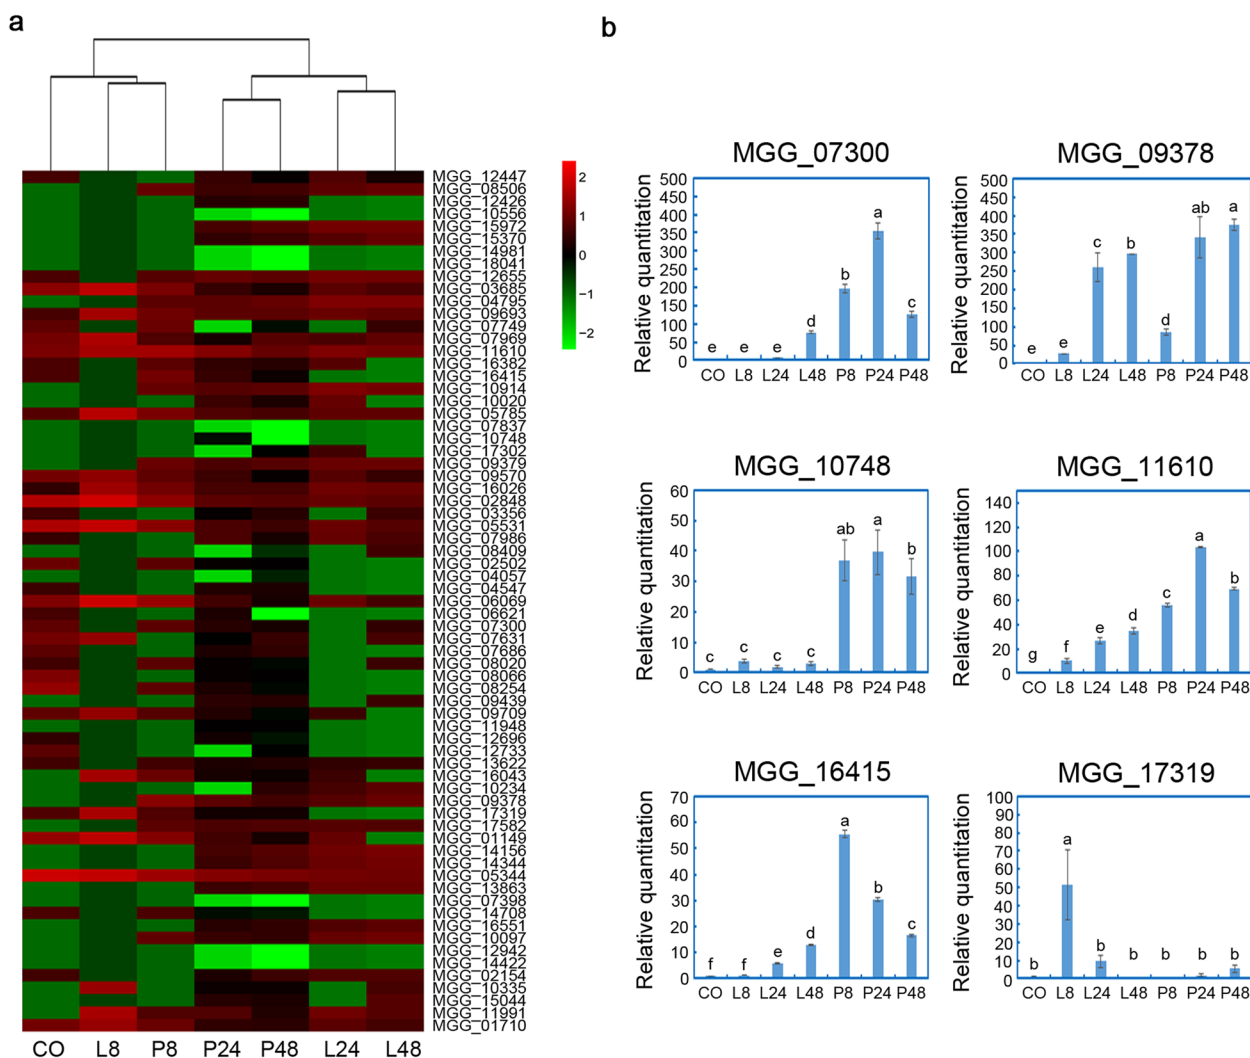 a
2
1
0
−1
−2
MGG_12447
MGG_08506
MGG_12426
MGG_10556
MGG_15972
MGG_15370
MGG_14981
MGG_18041
MGG_12655
MGG_03685
MGG_04795
MGG_09693
MGG_07749
MGG_07969
MGG_11610
MGG_16382
MGG_16415
MGG_10914
MGG_10020
MGG_05785
MGG_07837
MGG_10748
MGG_17302
MGG_09379
MGG_09570
MGG_16026
MGG_02848
MGG_03356
MGG_05531
MGG_07986
MGG_08409
MGG_02502
MGG_04057
MGG_04547
MGG_06069
MGG_06621
MGG_07300
MGG_07631
MGG_07686
MGG_08020
MGG_08066
MGG_08254
MGG_09439
MGG_09709
MGG_11948
MGG_12696
MGG_12733
MGG_13622
MGG_16043
MGG_10234
MGG_09378
MGG_17319
MGG_17582
MGG_01149
MGG_14156
MGG_14344
MGG_05344
MGG_13863
MGG_07398
MGG_14708
MGG_16551
MGG_10097
MGG_12942
MGG_14422
MGG_02154
MGG_10335
MGG_15044
MGG_11991
MGG_01710
CO L8 P8 P24 P48 L24 L48
b
MGG_07300
Relative quantitation
500
450
400
350
300
250
200
150
100
50
0
e e e d b a c
CO L8 L24 L48 P8 P24 P48
MGG_09378
Relative quantitation
500
450
400
350
300
250
200
150
100
50
0
e e c b d ab a
CO L8 L24 L48 P8 P24 P48
MGG_10748
Relative quantitation
60
50
40
30
20
10
0
c c c c ab a b
CO L8 L24 L48 P8 P24 P48
MGG_11610
Relative quantitation
140
120
100
80
60
40
20
0
g f e d c a b
CO L8 L24 L48 P8 P24 P48
MGG_16415
Relative quantitation
70
60
50
40
30
20
10
0
f f e d a b c
CO L8 L24 L48 P8 P24 P48
MGG_17319
Relative quantitation
100
90
80
70
60
50
40
30
20
10
0
b a b b b b b
CO L8 L24 L48 P8 P24 P48